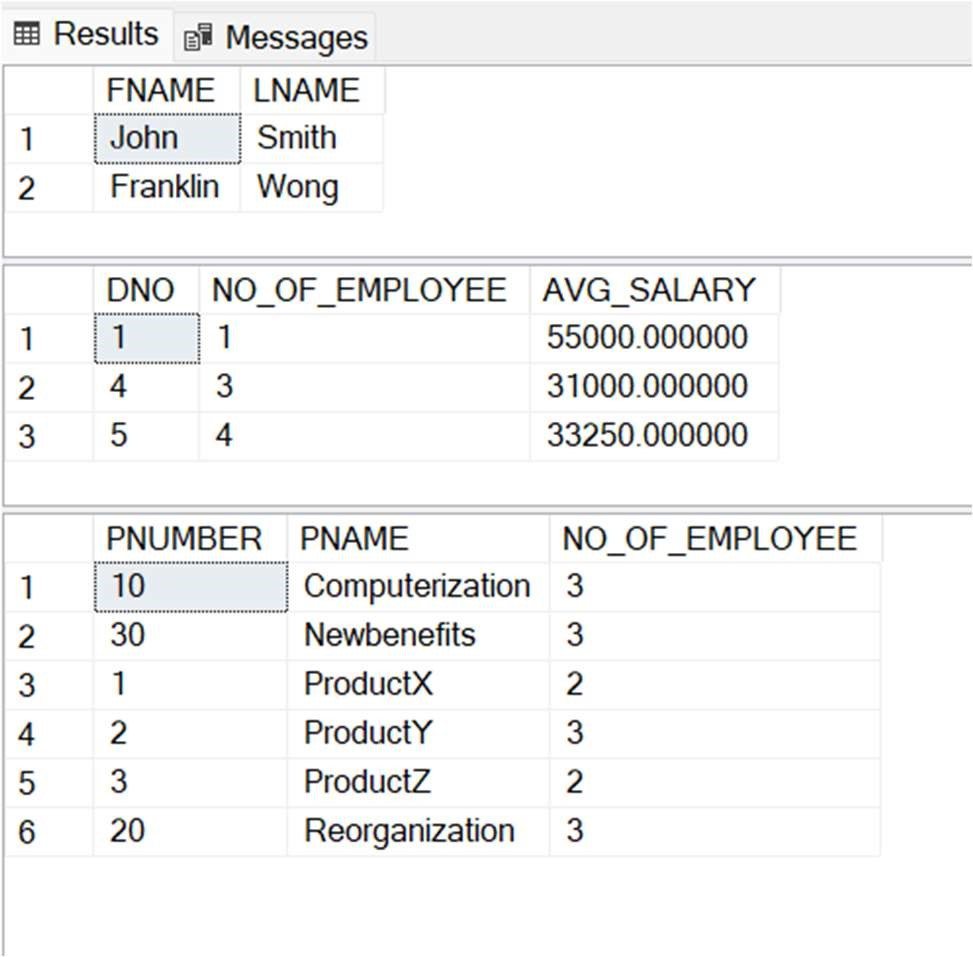 Results Messages
FNAME LNAME
1 John Smith
2 Franklin Wong
DNO NO_OF_EMPLOYEE AVG_SALARY
1 1 1 55000.000000
2 4 3 31000.000000
3 5 4 33250.000000
PNUMBER PNAME NO_OF_EMPLOYEE
1 10 Computerization 3
2 30 Newbenefits 3
3 1 ProductX 2
4 2 ProductY 3
5 3 ProductZ 2
6 20 Reorganization 3